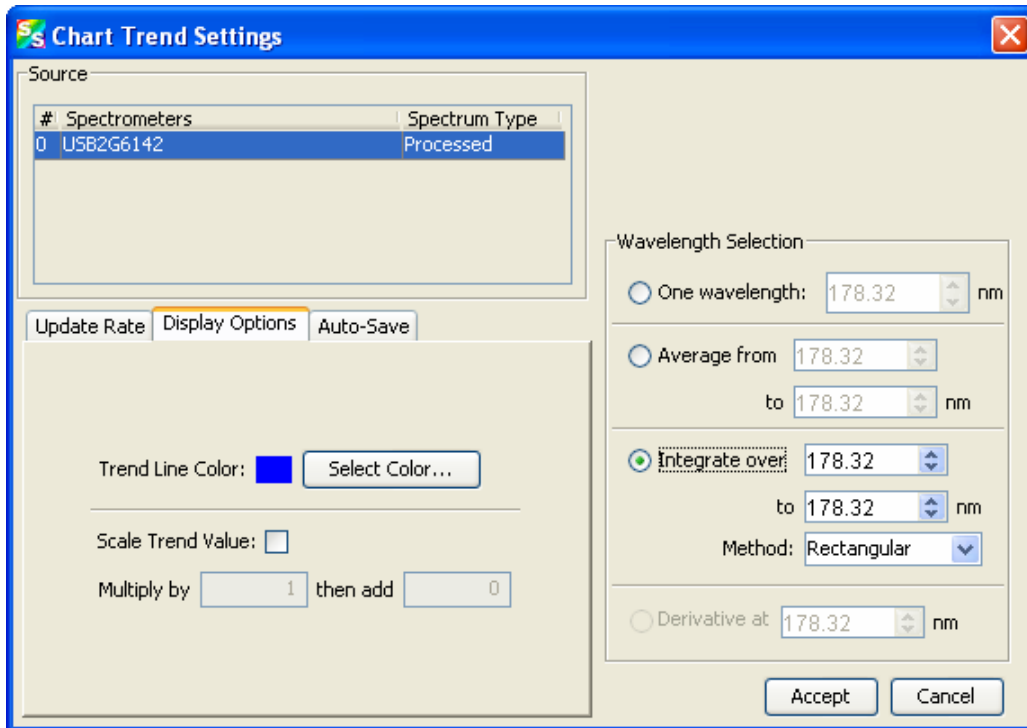 SS Chart Trend Settings
Source
# Spectrometers Spectrum Type
0 USB2G6142 Processed
Update Rate Display Options Auto-Save
Trend Line Color: Select Color...
Scale Trend Value:
Multiply by 1 then add 0
Wavelength Selection
One wavelength: 178.32 nm
Average from 178.32
to 178.32 nm
Integrate over 178.32
to 178.32 nm
Method: Rectangular
Derivative at 178.32 nm
Accept Cancel